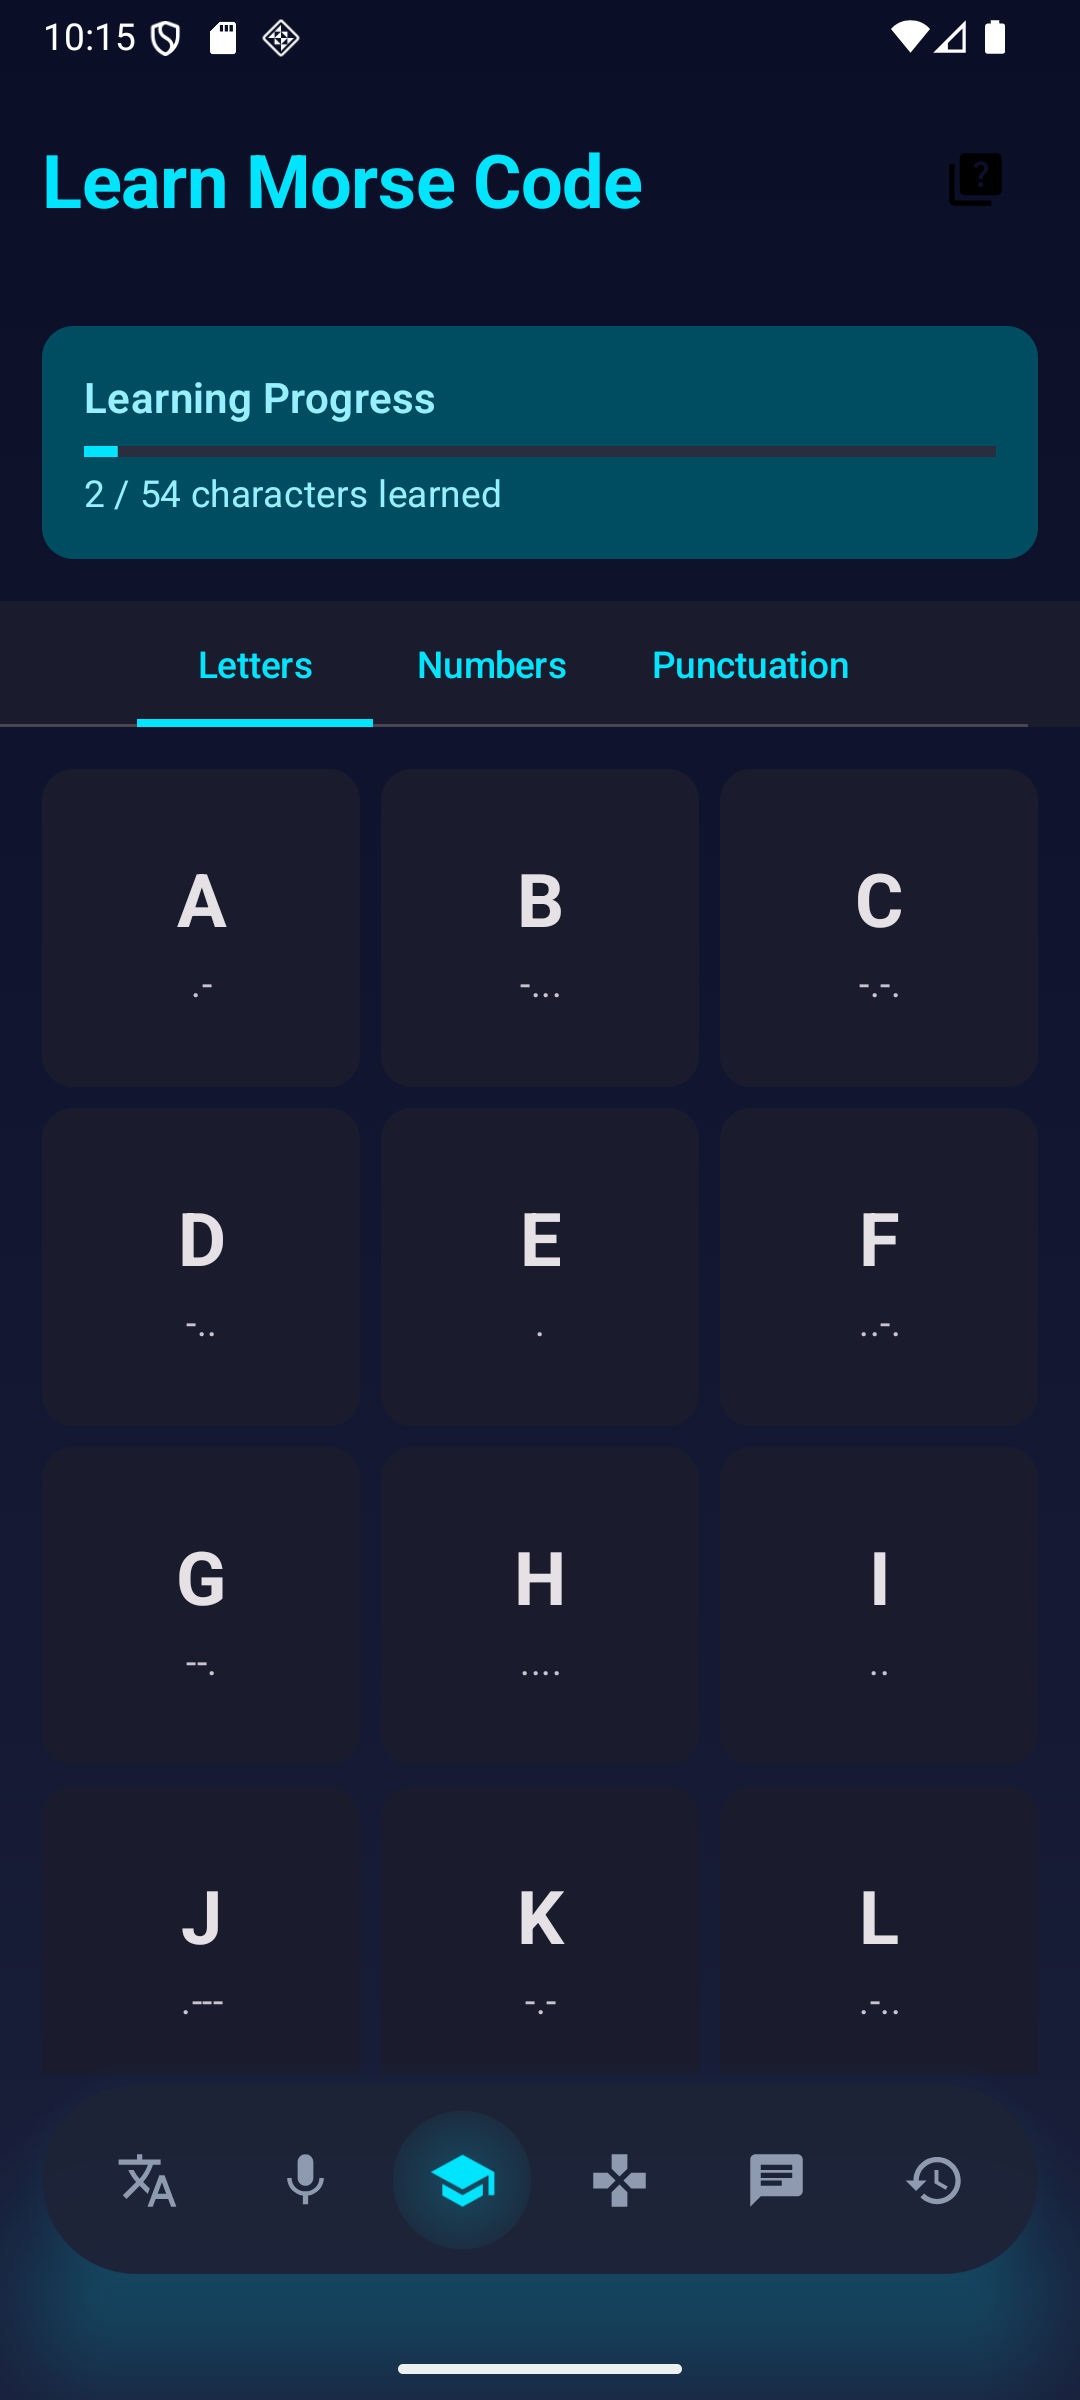 10:15
Learn Morse Code
?
Learning Progress
2 / 54 characters learned
Letters Numbers Punctuation
A B C
.- -... -.-.
D E F
-.. . ..-.
G H I
--. .... ..
J K L
.--- -.- .-..